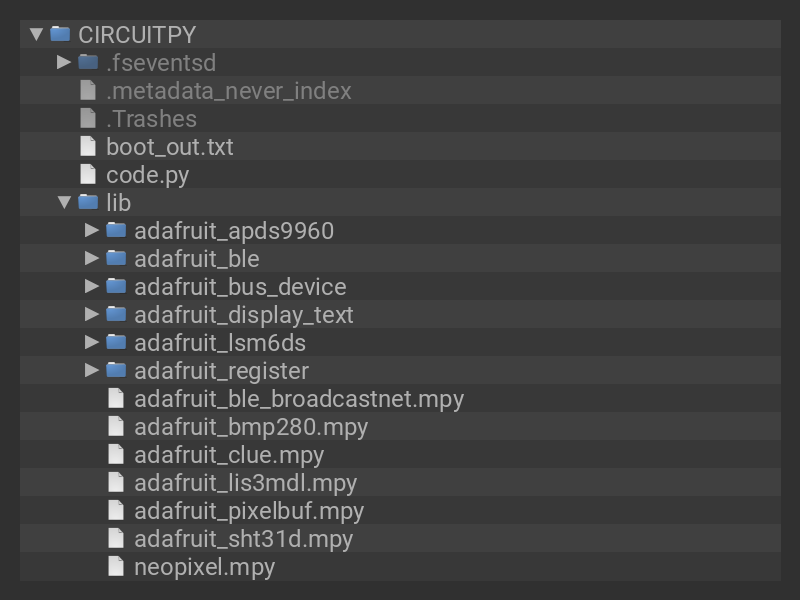 CIRCUITPY
.fseventsd
.metadata_never_index
.Trashes
boot_out.txt
code.py
lib
adafruit_apds9960
adafruit_ble
adafruit_bus_device
adafruit_display_text
adafruit_lsm6ds
adafruit_register
adafruit_ble_broadcastnet.mpy
adafruit_bmp280.mpy
adafruit_clue.mpy
adafruit_lis3mdl.mpy
adafruit_pixelbuf.mpy
adafruit_sht31d.mpy
neopixel.mpy